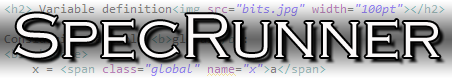 <h2> Variable definition<img src="bits.jpg" width="100pt"></h2>
SpecRunner
x = <span class="global" name="x">a</span>